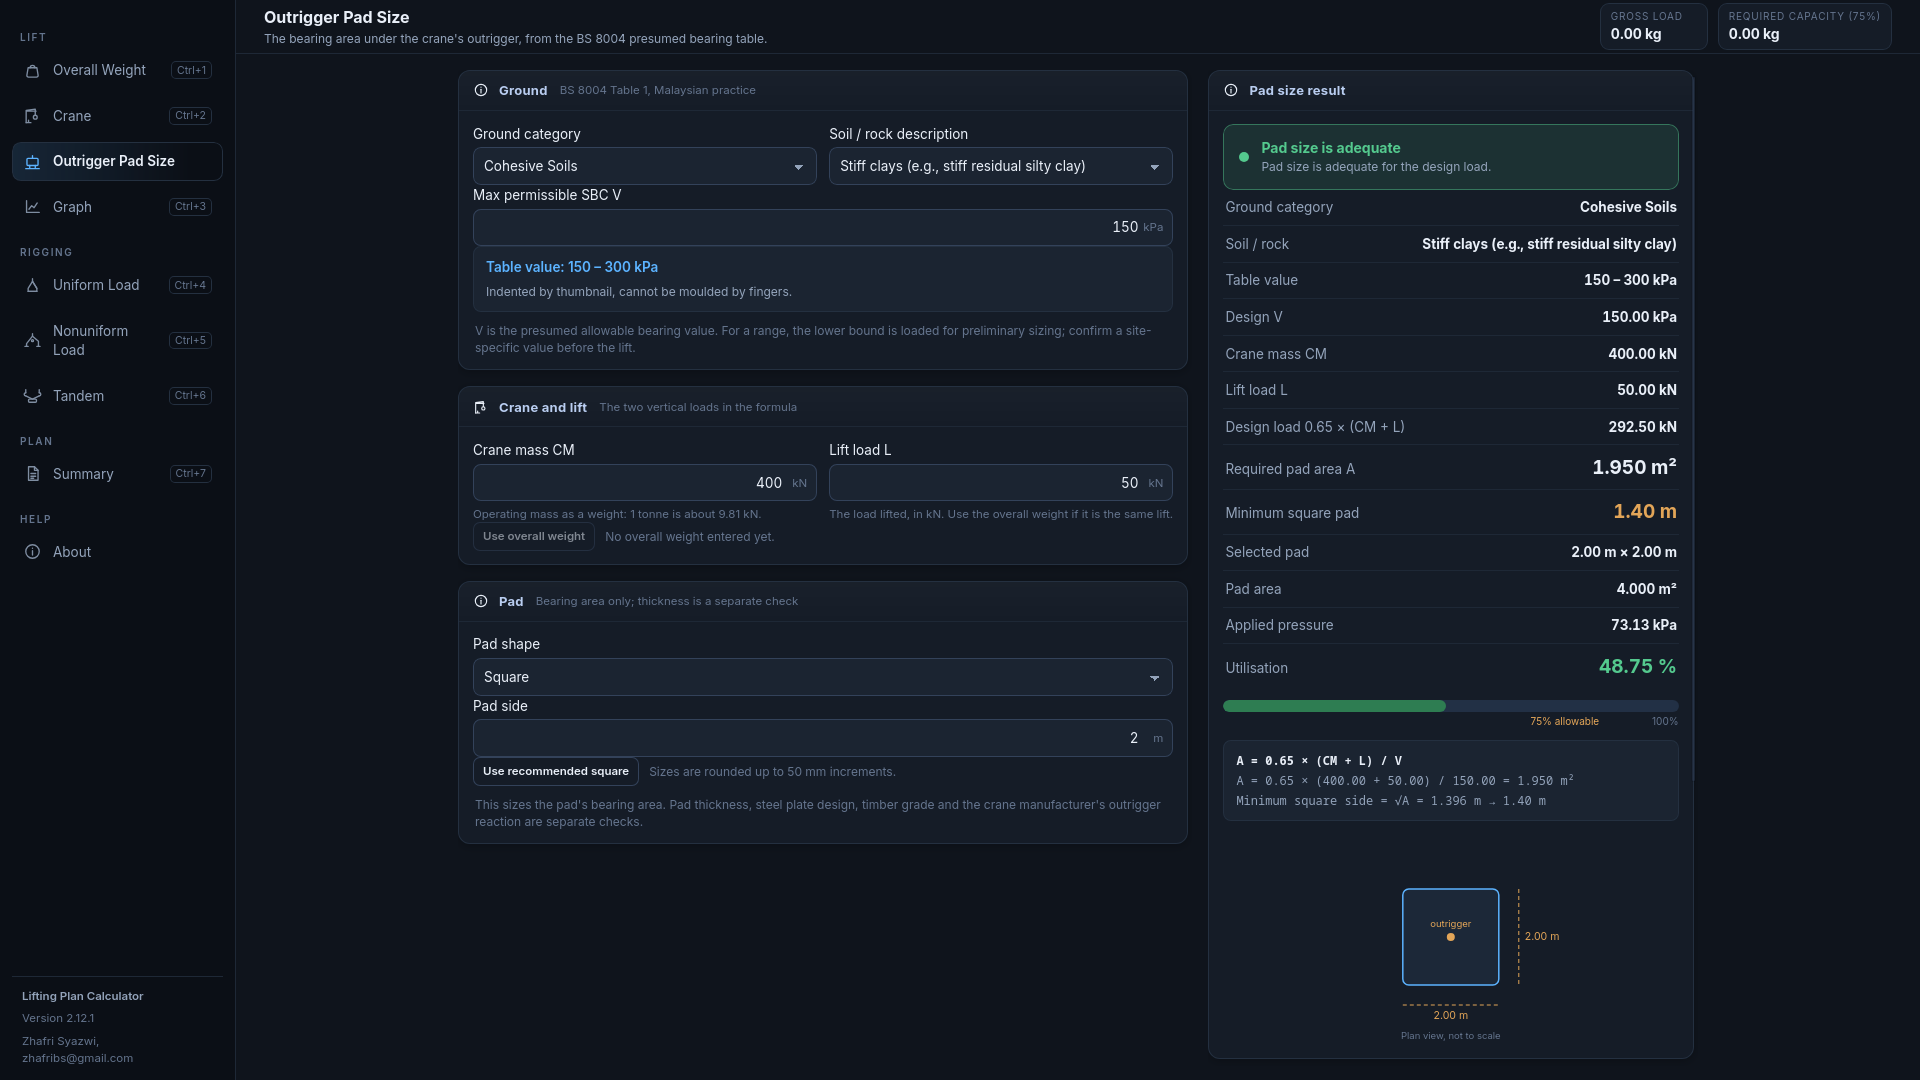 LIFT
Overall Weight Ctrl+1
Crane Ctrl+2
Outrigger Pad Size
Graph Ctrl+3
RIGGING
Uniform Load Ctrl+4
Nonuniform
Load Ctrl+5
Tandem Ctrl+6
PLAN
Summary Ctrl+7
HELP
About
Lifting Plan Calculator
Version 2.12.1
Zhafri Syazwi,
zhafribs@gmail.com
Outrigger Pad Size
The bearing area under the crane's outrigger, from the BS 8004 presumed bearing table.
GROSS LOAD
0.00 kg
REQUIRED CAPACITY (75%)
0.00 kg
Ground BS 8004 Table 1, Malaysian practice
Ground category Soil / rock description
Cohesive Soils Stiff clays (e.g., stiff residual silty clay)
Max permissible SBC V
150 kPa
Table value: 150 – 300 kPa
Indented by thumbnail, cannot be moulded by fingers.
V is the presumed allowable bearing value. For a range, the lower bound is loaded for preliminary sizing; confirm a site-
specific value before the lift.
Crane and lift The two vertical loads in the formula
Crane mass CM Lift load L
400 kN 50 kN
Operating mass as a weight: 1 tonne is about 9.81 kN. The load lifted, in kN. Use the overall weight if it is the same lift.
Use overall weight No overall weight entered yet.
Pad Bearing area only; thickness is a separate check
Pad shape
Square
Pad side
2 m
Use recommended square Sizes are rounded up to 50 mm increments.
This sizes the pad's bearing area. Pad thickness, steel plate design, timber grade and the crane manufacturer's outrigger
reaction are separate checks.
Pad size result
Pad size is adequate
Pad size is adequate for the design load.
Ground category Cohesive Soils
Soil / rock Stiff clays (e.g., stiff residual silty clay)
Table value 150 – 300 kPa
Design V 150.00 kPa
Crane mass CM 400.00 kN
Lift load L 50.00 kN
Design load 0.65 × (CM + L) 292.50 kN
Required pad area A 1.950 m²
Minimum square pad 1.40 m
Selected pad 2.00 m × 2.00 m
Pad area 4.000 m²
Applied pressure 73.13 kPa
Utilisation 48.75 %
75% allowable 100%
A = 0.65 × (CM + L) / V
A = 0.65 × (400.00 + 50.00) / 150.00 = 1.950 m²
Minimum square side = √A = 1.396 m → 1.40 m
outrigger
2.00 m
2.00 m
Plan view, not to scale